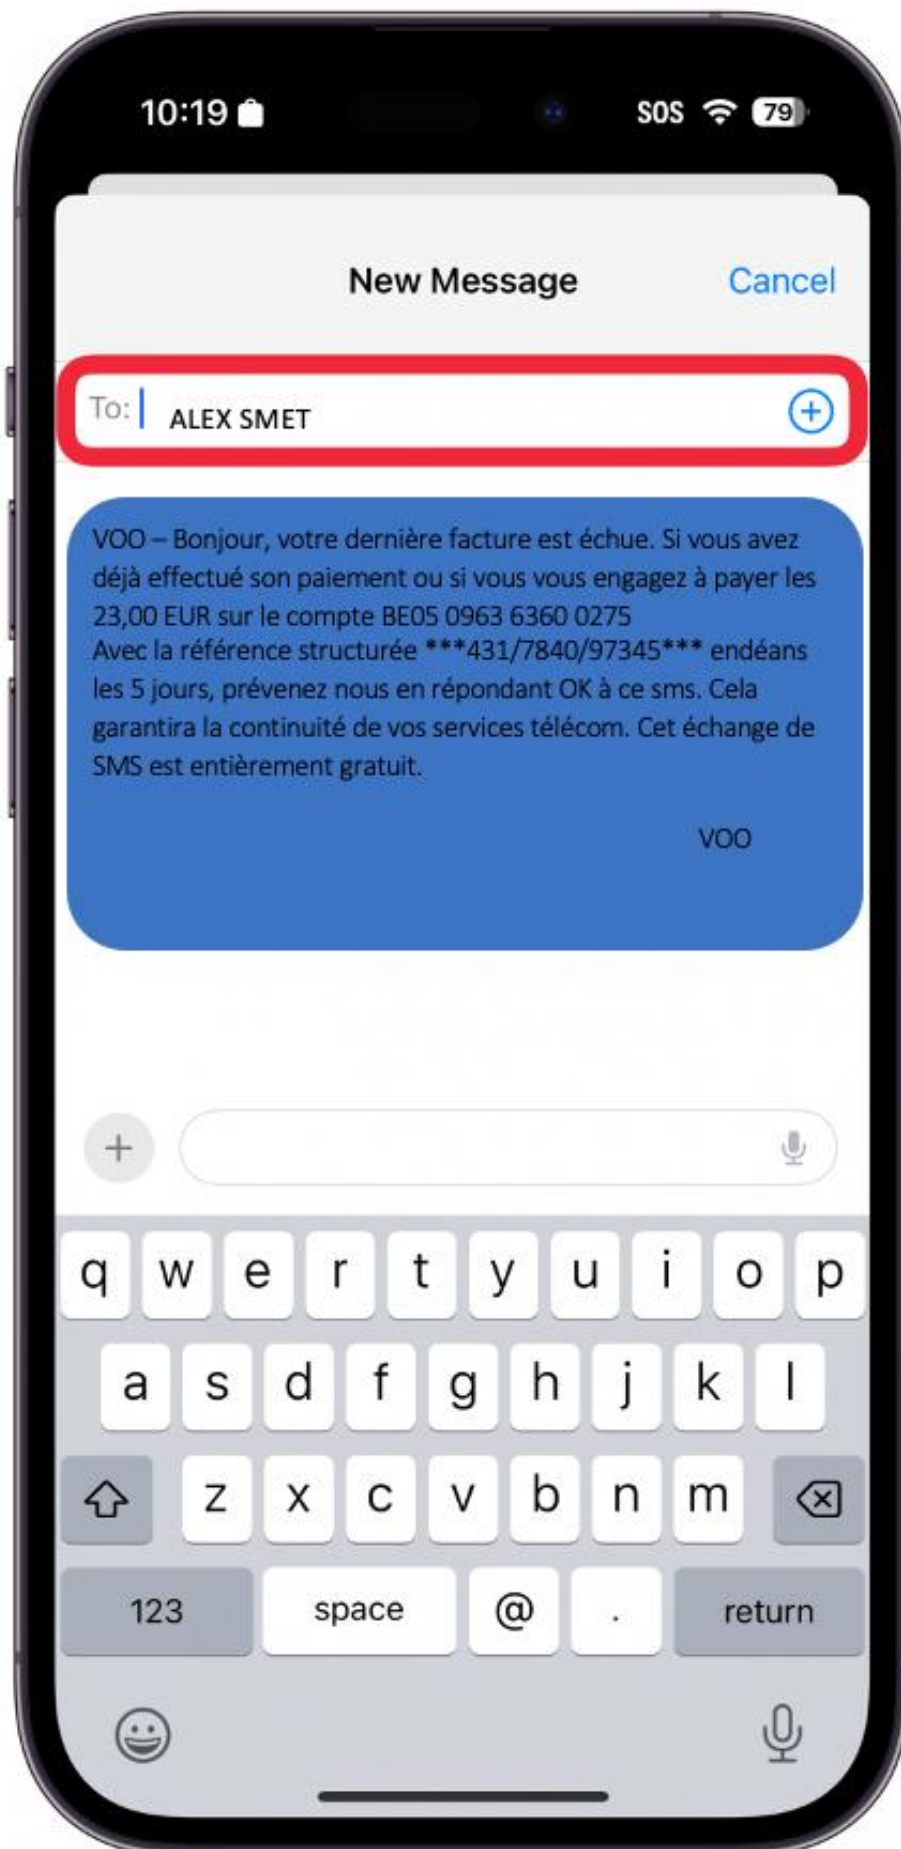 10:19 SOS 79
New Message Cancel
To: ALEX SMET
VOO – Bonjour, votre dernière facture est échue. Si vous avez
déjà effectué son paiement ou si vous vous engagez à payer les
23,00 EUR sur le compte BE05 0963 6360 0275
Avec la référence structurée ***431/7840/97345*** endéans
les 5 jours, prévenez nous en répondant OK à ce sms. Cela
garantira la continuité de vos services télécom. Cet échange de
SMS est entièrement gratuit.
VOO
q w e r t y u i o p
a s d f g h j k l
z x c v b n m
123 space @ . return